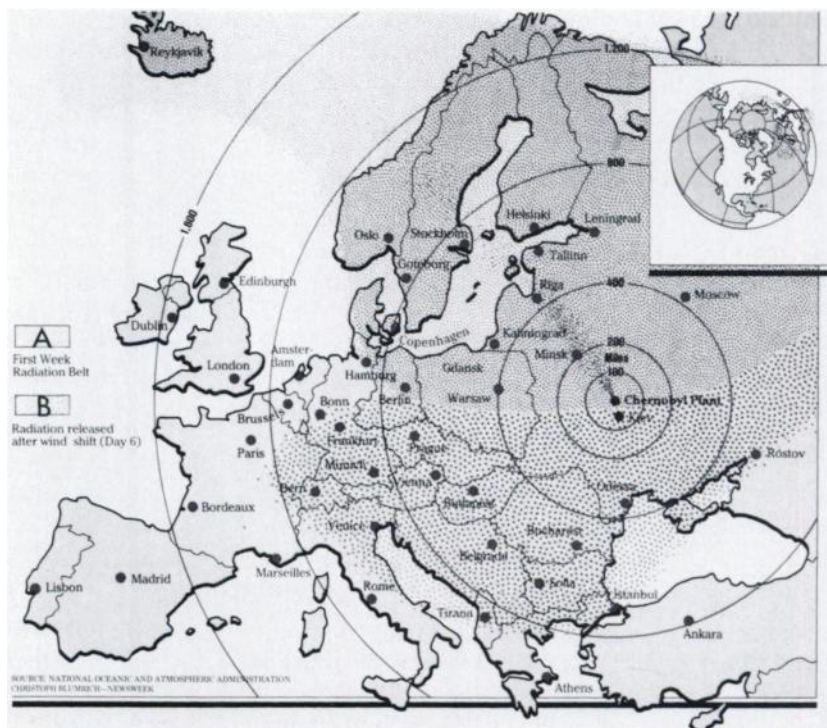 Reykjavik
1,200
800
1,600
Helsinki
Leningrad
Oslo
Stockholm
Tallinn
Goteborg
Edinburgh
Riga
400
Moscow
Dublin
A
First Week
Radiation Belt
Copenhagen
Kaliningrad
Minsk
200
Miles
100
London
Amster-
dam
Hamburg
Gdansk
Berlin
Warsaw
Chernobyl Plant
Kiev
B
Radiation released
after wind shift (Day 6)
Bonn
Brussels
Frankfurt
Paris
Prague
Rostov
Munich
Vienna
Bern
Budapest
Odessa
Bordeaux
Venice
Bucharest
Belgrade
Marseilles
Lisbon
Madrid
Rome
Sofia
Tirana
Istanbul
Ankara
SOURCE: NATIONAL OCEANIC AND ATMOSPHERIC ADMINISTRATION
CHRISTOPH BLUMRICH—NEWSWEEK
Athens